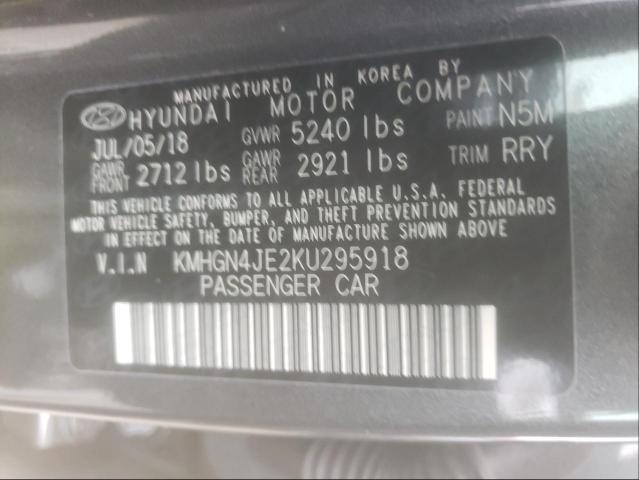 MANUFACTURED IN KOREA BY
HYUNDAI MOTOR COMPANY
JUL/05/18 GVWR 5240 lbs PAINT N5M
GAWR FRONT 2712 lbs GAWR REAR 2921 lbs TRIM RRY
THIS VEHICLE CONFORMS TO ALL APPLICABLE U.S.A. FEDERAL
MOTOR VEHICLE SAFETY, BUMPER, AND THEFT PREVENTION STANDARDS
IN EFFECT ON THE DATE OF MANUFACTURE SHOWN ABOVE.
V.I.N KMHGN4JE2KU295918
PASSENGER CAR